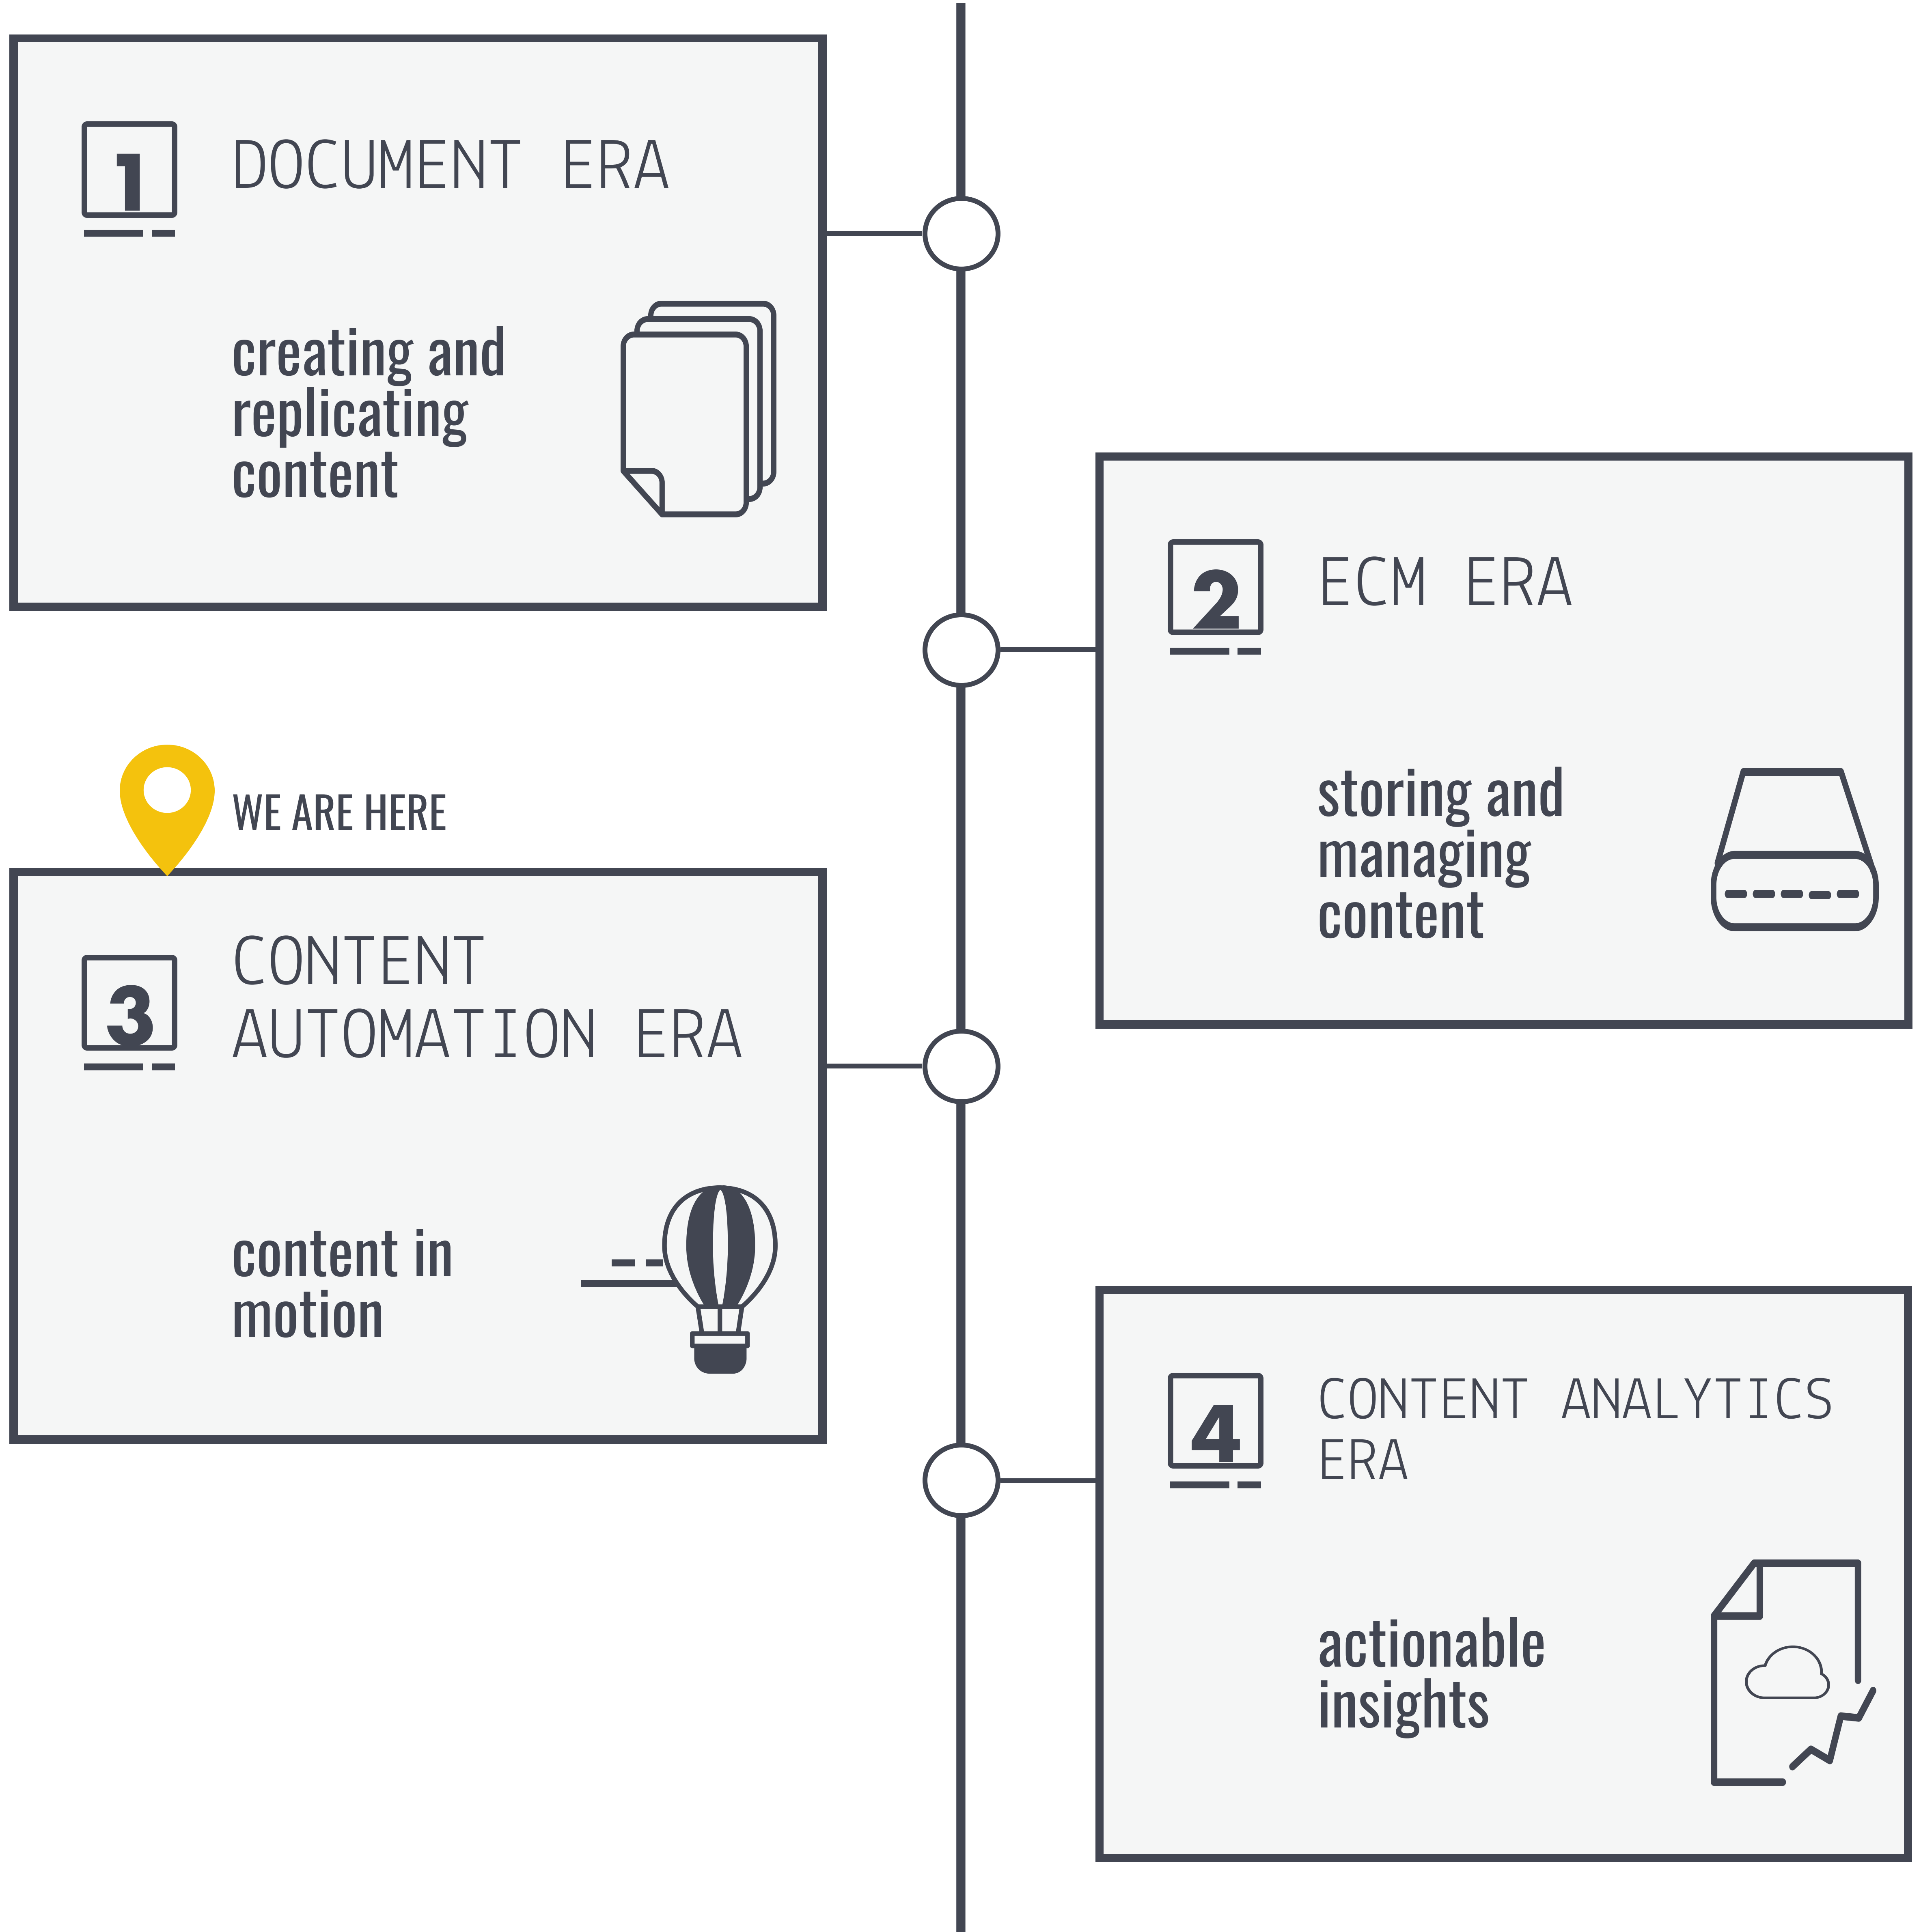 1
DOCUMENT ERA
creating and
replicating
content
2
ECM ERA
storing and
managing
content
WE ARE HERE
3
CONTENT
AUTOMATION ERA
content in
motion
4
CONTENT ANALYTICS
ERA
actionable
insights